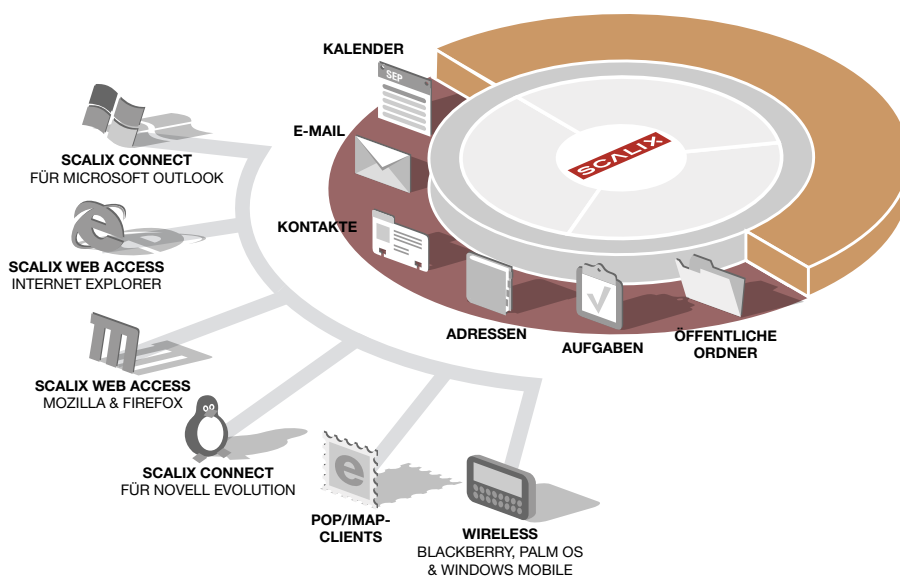 KALENDER
SEP
E-MAIL
SCALIX
SCALIX CONNECT
FÜR MICROSOFT OUTLOOK
KONTAKTE
SCALIX WEB ACCESS
INTERNET EXPLORER
ADRESSEN
AUFGABEN
ÖFFENTLICHE
ORDNER
SCALIX WEB ACCESS
MOZILLA & FIREFOX
SCALIX CONNECT
FÜR NOVELL EVOLUTION
e
POP/IMAP-
CLIENTS
WIRELESS
BLACKBERRY, PALM OS
& WINDOWS MOBILE